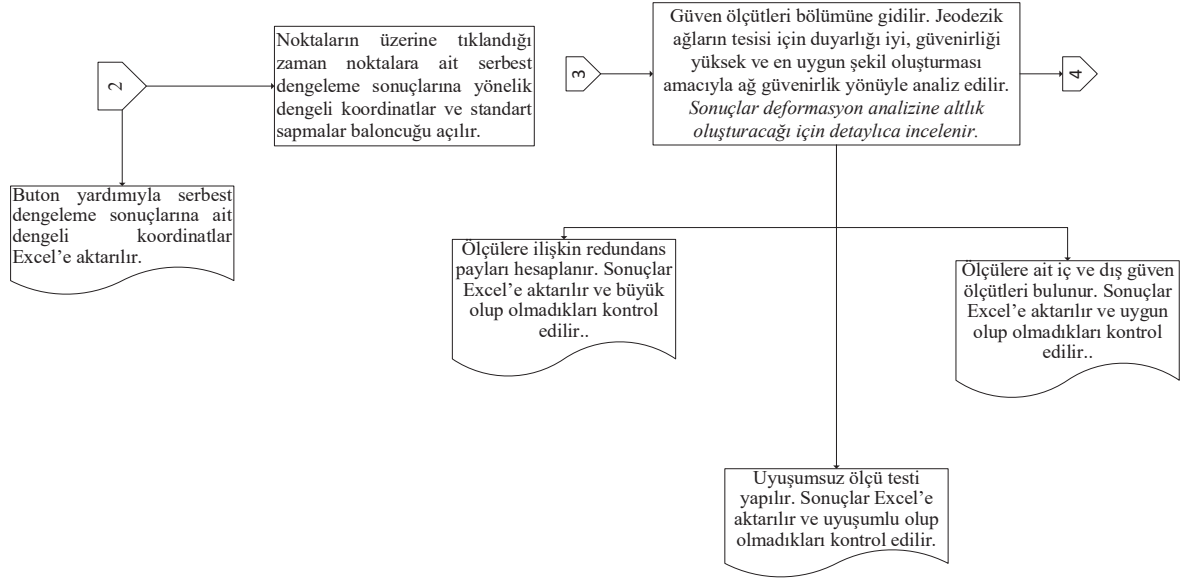 2
Noktaların üzerine tıklandığı
zaman noktalara ait serbest
dengeleme sonuçlarına yönelik
dengeli koordinatlar ve standart
sapmalar baloncuğu açılır.
Buton yardımıyla serbest
dengeleme sonuçlarına ait
dengeli koordinatlar
Excel’e aktarılır.
3
Güven ölçütleri bölümüne gidilir. Jeodezik
ağların tesisi için duyarlığı iyi, güvenirliği
yüksek ve en uygun şekil oluşturması
amacıyla ağ güvenirlik yönüyle analiz edilir.
Sonuçlar deformasyon analizine altlık
oluşturacağı için detaylıca incelenir.
4
Ölçülere ilişkin redundans
payları hesaplanır. Sonuçlar
Excel’e aktarılır ve büyük
olup olmadıkları kontrol
edilir..
Ölçülere ait iç ve dış güven
ölçütleri bulunur. Sonuçlar
Excel’e aktarılır ve uygun
olup olmadıkları kontrol
edilir..
Uyuşumsuz ölçü testi
yapılır. Sonuçlar Excel’e
aktarılır ve uyuşumlu olup
olmadıkları kontrol edilir.